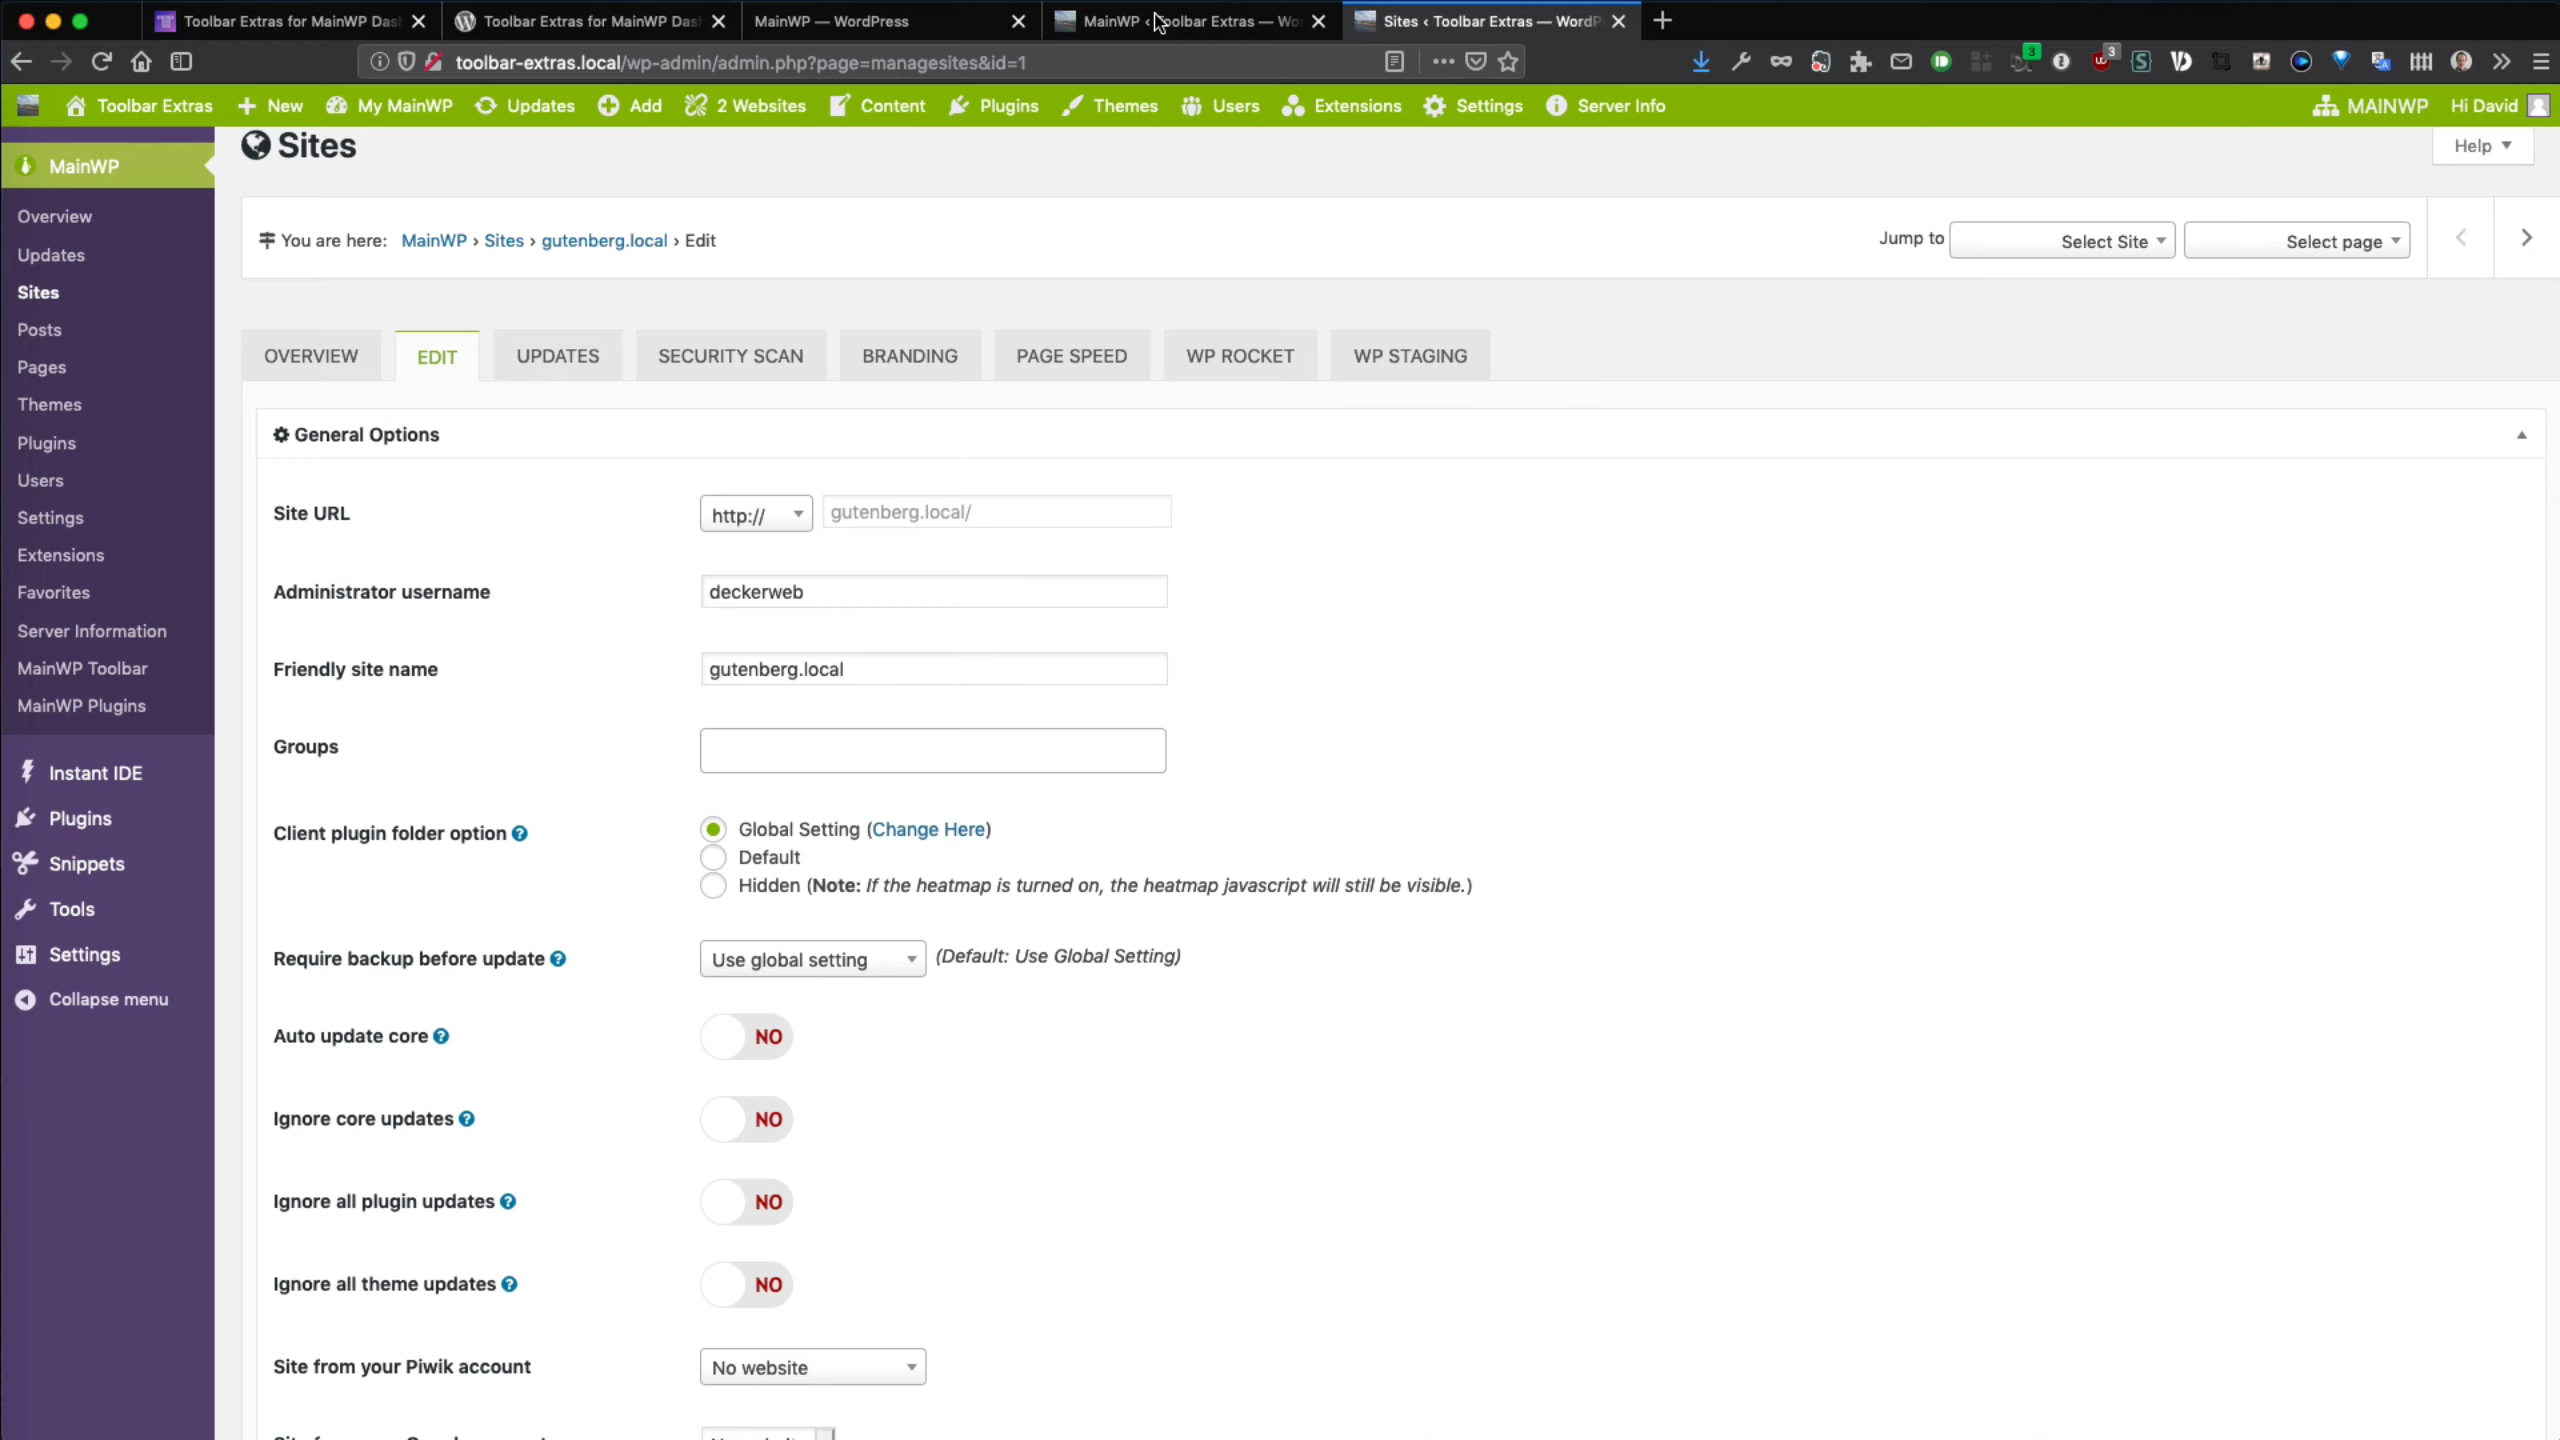 Toolbar Extras for MainWP Das
Toolbar Extras for MainWP Das
MainWP — WordPress
MainWP ‹ Toolbar Extras — Wo
Sites ‹ Toolbar Extras — WordP
toolbar-extras.local/wp-admin/admin.php?page=managesites&id=1
3
3
Toolbar Extras
New
My MainWP
Updates
Add
2 Websites
Content
Plugins
Themes
Users
Extensions
Settings
Server Info
MAINWP
Hi David
MainWP
Overview
Updates
Sites
Posts
Pages
Themes
Plugins
Users
Settings
Extensions
Favorites
Server Information
MainWP Toolbar
MainWP Plugins
Instant IDE
Plugins
Snippets
Tools
Settings
Collapse menu
Sites
Help
You are here: MainWP › Sites › gutenberg.local › Edit
Jump to
Select Site
Select page
OVERVIEW
EDIT
UPDATES
SECURITY SCAN
BRANDING
PAGE SPEED
WP ROCKET
WP STAGING
General Options
Site URL
http://
gutenberg.local/
Administrator username
deckerweb
Friendly site name
gutenberg.local
Groups
Client plugin folder option
Global Setting (Change Here)
Default
Hidden (Note: If the heatmap is turned on, the heatmap javascript will still be visible.)
Require backup before update
Use global setting
(Default: Use Global Setting)
Auto update core
NO
Ignore core updates
NO
Ignore all plugin updates
NO
Ignore all theme updates
NO
Site from your Piwik account
No website